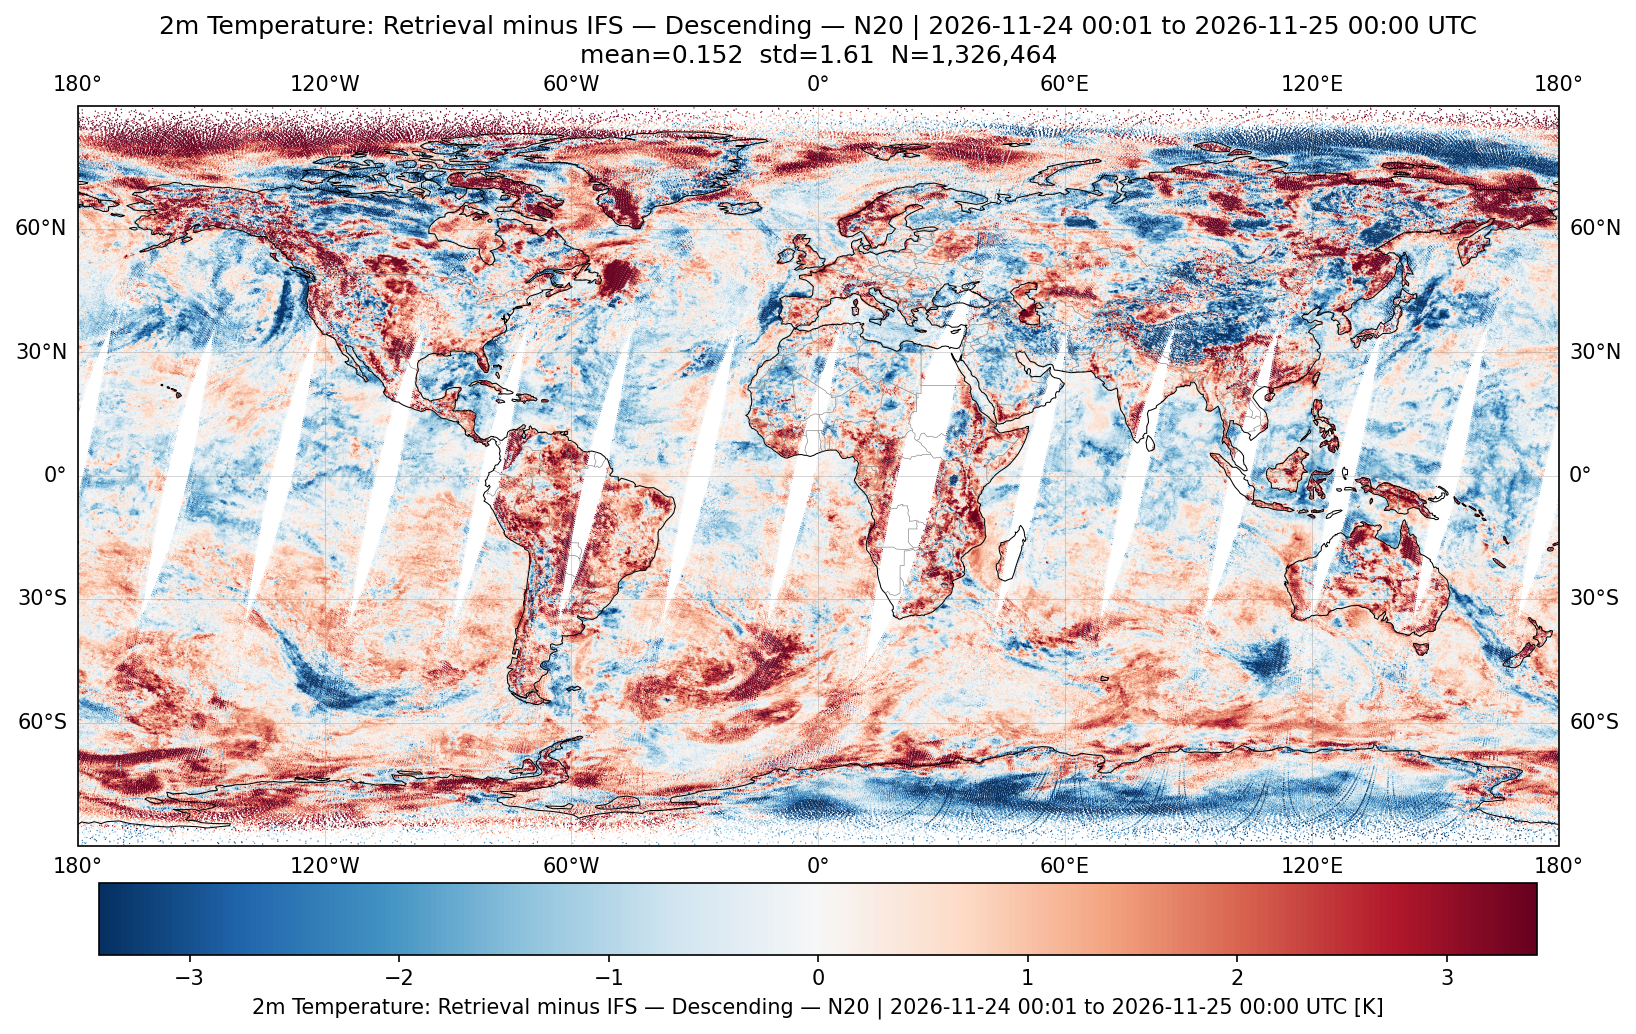 2m Temperature: Retrieval minus IFS — Descending — N20 | 2026-11-24 00:01 to 2026-11-25 00:00 UTC
mean=0.152 std=1.61 N=1,326,464
180° 120°W 60°W 0° 60°E 120°E 180°
60°N 60°N
30°N 30°N
0° 0°
30°S 30°S
60°S 60°S
180° 120°W 60°W 0° 60°E 120°E 180°
−3 −2 −1 0 1 2 3
2m Temperature: Retrieval minus IFS — Descending — N20 | 2026-11-24 00:01 to 2026-11-25 00:00 UTC [K]